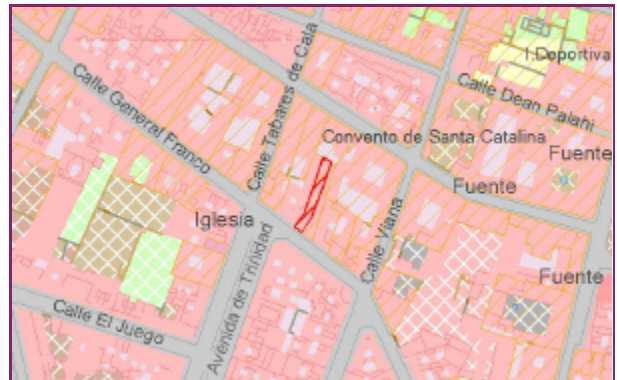 I.Deportiva
Calle Dean Palahi
Calle General Franco
Calle Tabares de Cala
Convento de Santa Catalina
Fuente
Fuente
Iglesia
Calle Viana
Avenida de Trinidad
Fuente
Calle El Juego